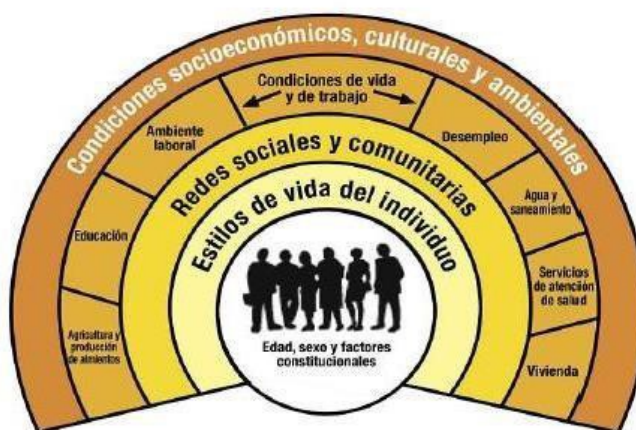 Condiciones socioeconómicos, culturales y ambientales
Condiciones de vida
y de trabajo
Ambiente
laboral
Desempleo
Educación
Agua y
saneamiento
Agricultura y
producción
de alimientos
Servicios
de atención
de salud
Vivienda
Redes sociales y comunitarias
Estilos de vida del individuo
Edad, sexo y factores
constitucionales